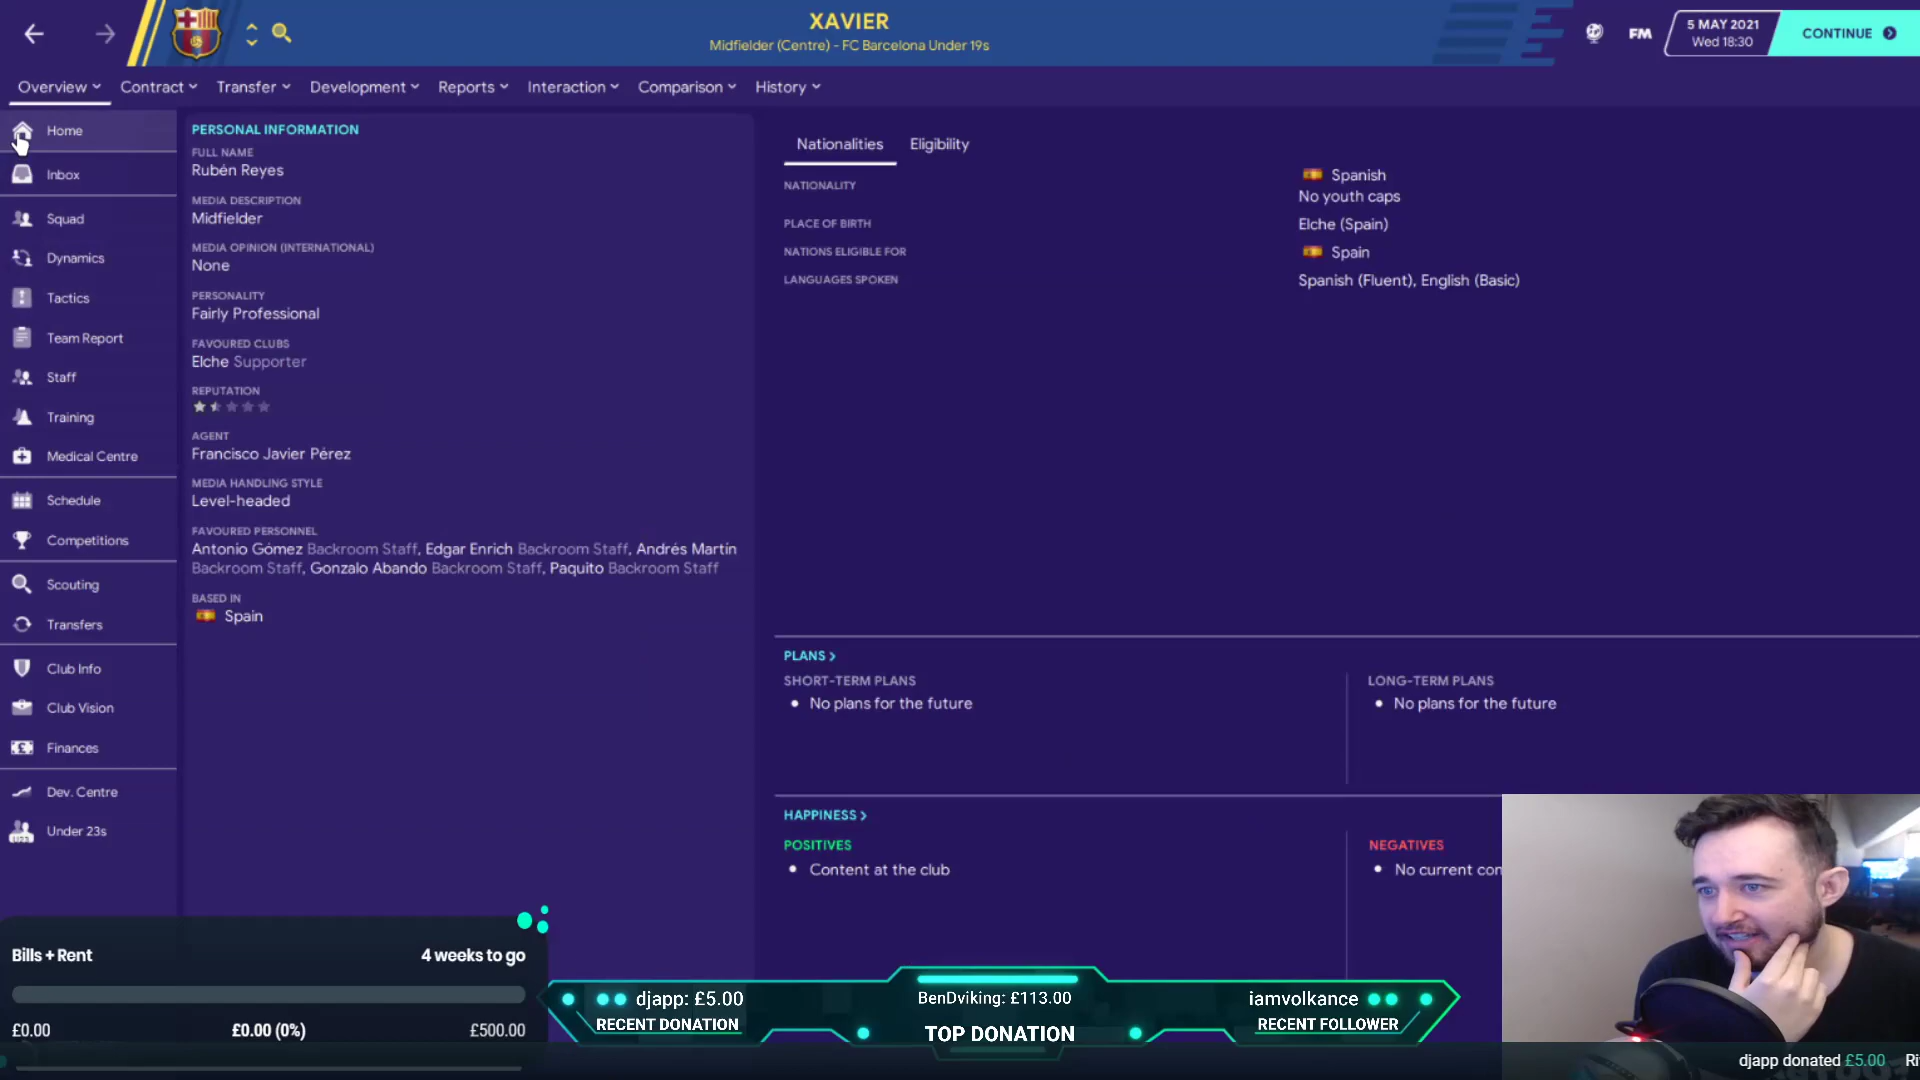 XAVIER
Midfielder (Centre) - FC Barcelona Under 19s
FM
5 MAY 2021
Wed 18:30
CONTINUE
Overview
Contract
Transfer
Development
Reports
Interaction
Comparison
History
Home
Inbox
Squad
Dynamics
Tactics
Team Report
Staff
Training
Medical Centre
Schedule
Competitions
Scouting
Transfers
Club Info
Club Vision
Finances
Dev. Centre
Under 23s
PERSONAL INFORMATION
FULL NAME
Rubén Reyes
MEDIA DESCRIPTION
Midfielder
MEDIA OPINION (INTERNATIONAL)
None
PERSONALITY
Fairly Professional
FAVOURED CLUBS
Elche Supporter
REPUTATION
AGENT
Francisco Javier Pérez
MEDIA HANDLING STYLE
Level-headed
FAVOURED PERSONNEL
Antonio Gómez Backroom Staff, Edgar Enrich Backroom Staff, Andrés Martín
Backroom Staff, Gonzalo Abando Backroom Staff, Paquito Backroom Staff
BASED IN
Spain
Nationalities
Eligibility
NATIONALITY
Spanish
No youth caps
PLACE OF BIRTH
Elche (Spain)
NATIONS ELIGIBLE FOR
Spain
LANGUAGES SPOKEN
Spanish (Fluent), English (Basic)
PLANS >
SHORT-TERM PLANS
• No plans for the future
LONG-TERM PLANS
• No plans for the future
HAPPINESS >
POSITIVES
• Content at the club
NEGATIVES
• No current con
Bills + Rent
4 weeks to go
£0.00
£0.00 (0%)
£500.00
djapp: £5.00
RECENT DONATION
BenDviking: £113.00
TOP DONATION
iamvolkance
RECENT FOLLOWER
djapp donated £5.00